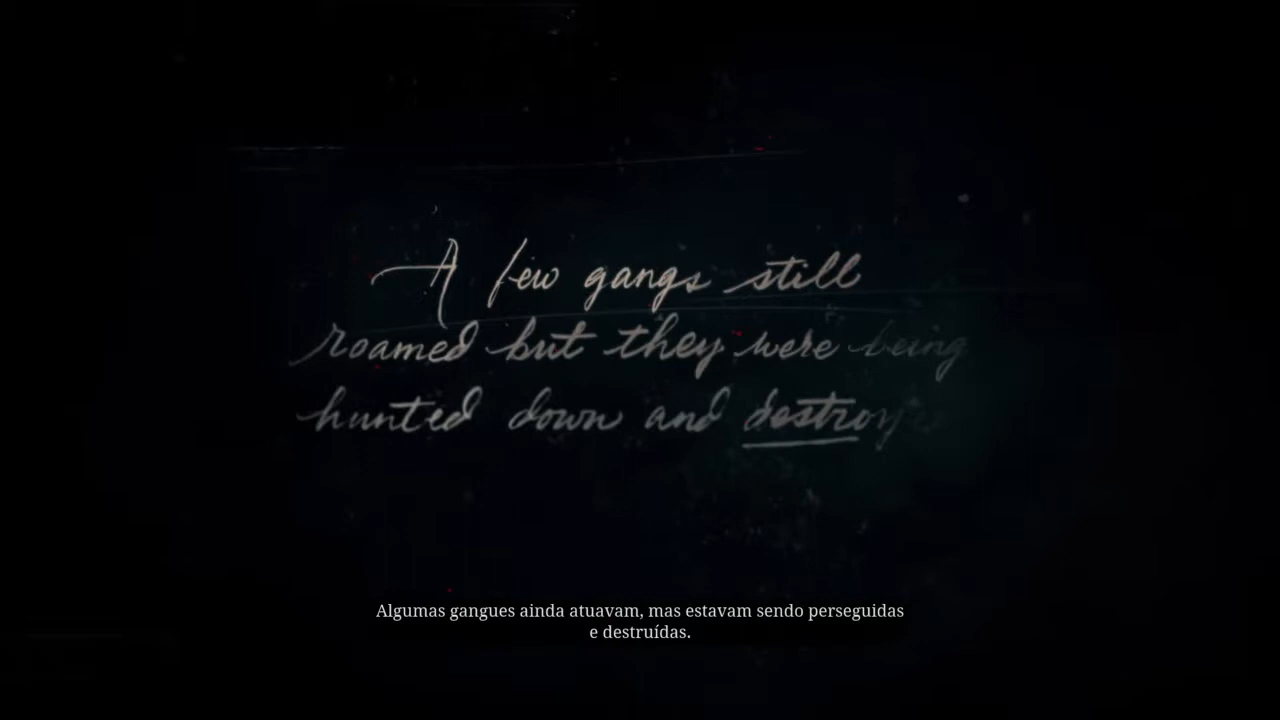 A few gangs still
roamed but they were being
hunted down and destroye
Algumas gangues ainda atuavam, mas estavam sendo perseguidas
e destruídas.